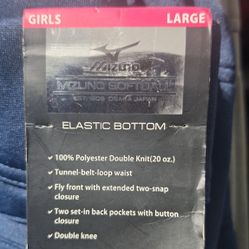 GIRLS LARGE
Mizuno
MIZUNO SOFTBALL
EST. 1906 OSAKA JAPAN
ELASTIC BOTTOM
✓ 100% Polyester Double Knit(20 oz.)
✓ Tunnel-belt-loop waist
✓ Fly front with extended two-snap
closure
✓ Two set-in back pockets with button
closure
✓ Double knee